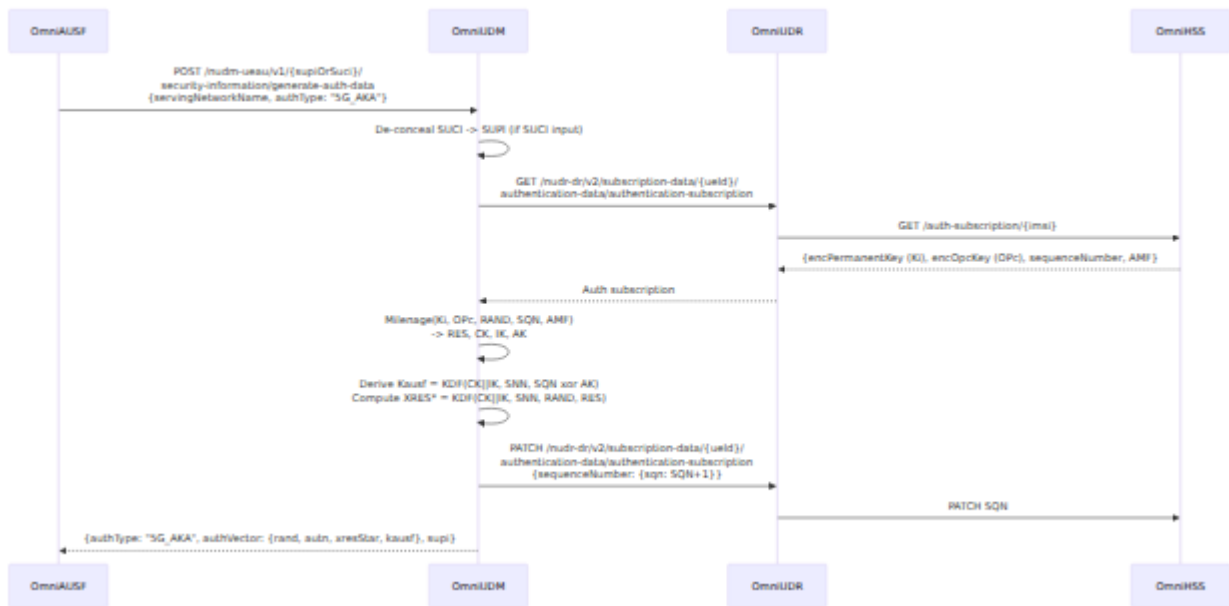 OmniAUSF
OmniUDM
OmniUDR
OmniHSS
POST /nudm-ueau/v1/{supiOrSuci}/
security-information/generate-auth-data
{servingNetworkName, authType: "5G_AKA"}
De-conceal SUCI -> SUPI (if SUCI input)
GET /nudr-dr/v2/subscription-data/{ueId}/
authentication-data/authentication-subscription
GET /auth-subscription/{imsi}
{encPermanentKey (Ki), encOpcKey (OPc), sequenceNumber, AMF}
Auth subscription
Milenage(Ki, OPc, RAND, SQN, AMF)
-> RES, CK, IK, AK
Derive Kausf = KDF(CK||IK, SNN, SQN xor AK)
Compute XRES* = KDF(CK||IK, SNN, RAND, RES)
PATCH /nudr-dr/v2/subscription-data/{ueId}/
authentication-data/authentication-subscription
{sequenceNumber: {sqn: SQN+1}}
PATCH SQN
{authType: "5G_AKA", authVector: {rand, autn, xresStar, kausf}, supi}
OmniAUSF
OmniUDM
OmniUDR
OmniHSS